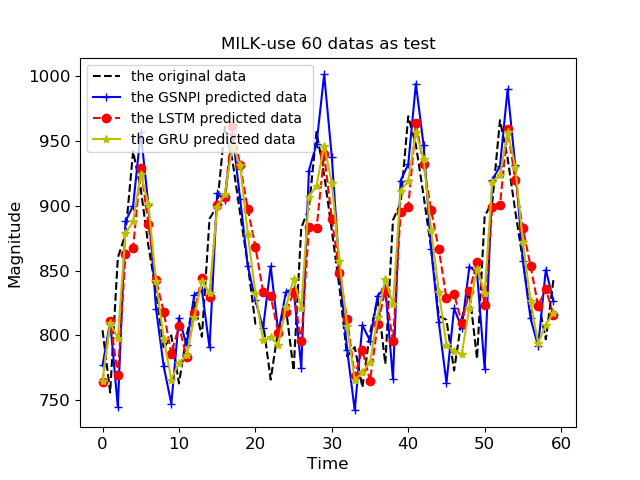 MILK-use 60 datas as test
the original data
the GSNPI predicted data
the LSTM predicted data
the GRU predicted data
1000
950
900
850
800
750
Magnitude
0 10 20 30 40 50 60
Time